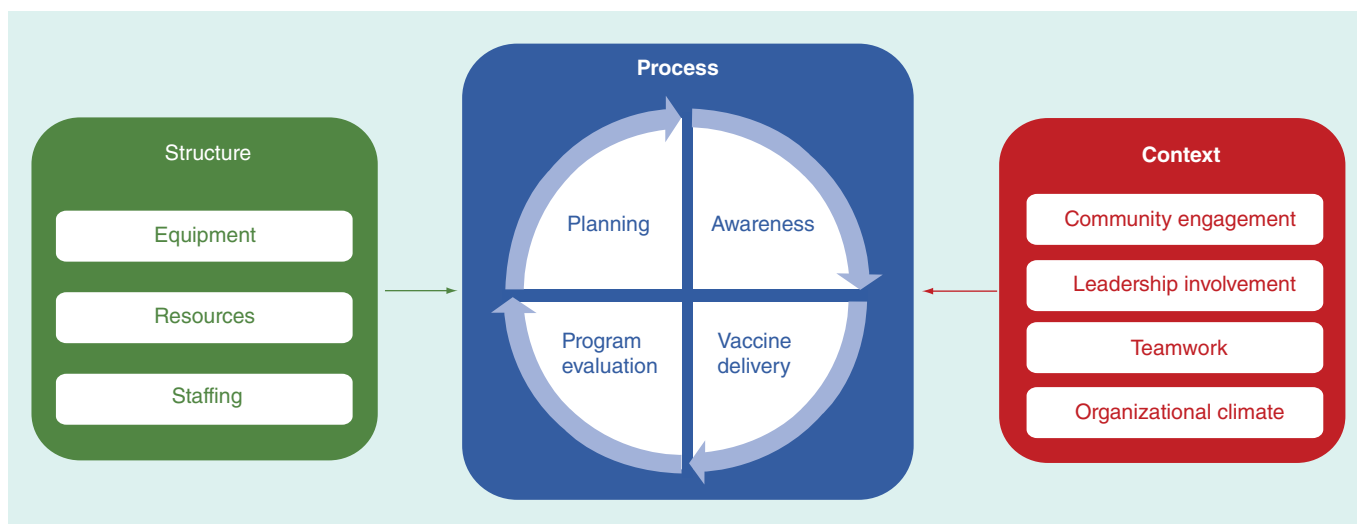 Structure
Equipment
Resources
Staffing
Process
Planning
Awareness
Program
evaluation
Vaccine
delivery
Context
Community engagement
Leadership involvement
Teamwork
Organizational climate